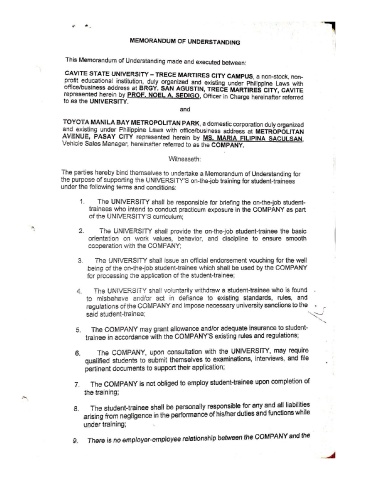 MEMORANDUM OF UNDERSTANDING
This Memorandum of Understanding made and executed between:
CAVITE STATE UNIVERSITY – TRECE MARTIRES CITY CAMPUS, a non-stock, non-
profit educational institution, duly organized and existing under Philippine Laws with
office/business address at BRGY. SAN AGUSTIN, TRECE MARTIRES CITY, CAVITE
represented herein by PROF. NOEL A. SEDIGO, Officer in Charge hereinafter referred
to as the UNIVERSITY.
and
TOYOTA MANILA BAY METROPOLITAN PARK, a domestic corporation duly organized
and existing under Philippine Laws with office/business address at METROPOLITAN
AVENUE, PASAY CITY represented herein by MS. MARIA FILIPINA SACULSAN,
Vehicle Sales Manager, hereinafter referred to as the COMPANY.
Witnesseth:
The parties hereby bind themselves to undertake a Memorandum of Understanding for
the purpose of supporting the UNIVERSITY'S on-the-job training for student-trainees
under the following terms and conditions:
1. The UNIVERSITY shall be responsible for briefing the on-the-job student-
trainees who intend to conduct practicum exposure in the COMPANY as part
of the UNIVERSITY'S curriculum;
2. The UNIVERSITY shall provide the on-the-job student-trainees the basic
orientation on work values, behavior, and discipline to ensure smooth
cooperation with the COMPANY;
3. The UNIVERSITY shall issue an official endorsement vouching for the well
being of the on-the-job student-trainee which shall be used by the COMPANY
for processing the application of the student-trainee;
4. The UNIVERSITY shall voluntarily withdraw a student-trainee who is found
to misbehave and/or act in defiance to existing standards, rules, and
regulations of the COMPANY and impose necessary university sanctions to the
said student-trainee;
5. The COMPANY may grant allowance and/or adequate insurance to student-
trainee in accordance with the COMPANY'S existing rules and regulations;
6. The COMPANY, upon consultation with the UNIVERSITY, may require
qualified students to submit themselves to examinations, interviews, and file
pertinent documents to support their application;
7. The COMPANY is not obliged to employ student-trainee upon completion of
the training;
8. The student-trainee shall be personally responsible for any and all liabilities
arising from negligence in the performance of his/her duties and functions while
under training;
9. There is no employer-employee relationship between the COMPANY and the